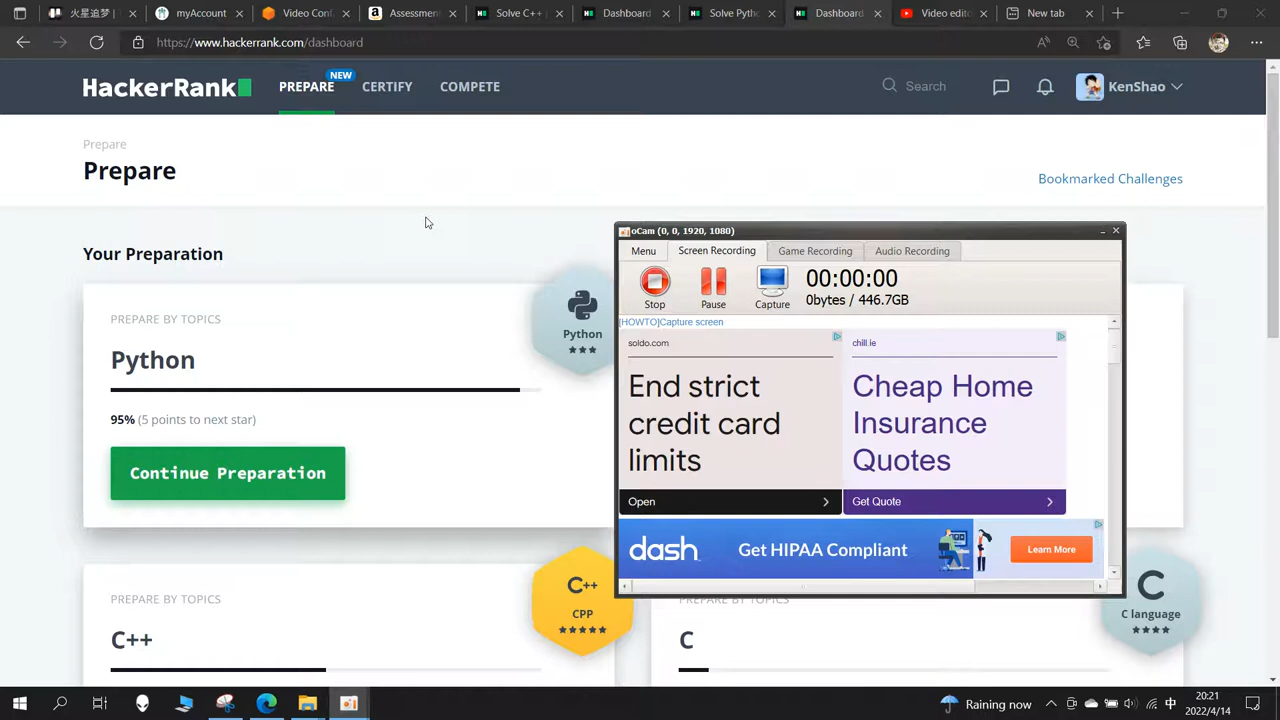 火星追梦
myAccount
Video Conf
Assessmen
Solve C++
Dashboard
Solve Pyth
Dashboard
Video edit
New tab
https://www.hackerrank.com/dashboard
HackerRank
PREPARE
NEW
CERTIFY
COMPETE
Search
KenShao
Prepare
Prepare
Bookmarked Challenges
Your Preparation
PREPARE BY TOPICS
Python
95% (5 points to next star)
Continue Preparation
Python
oCam (0, 0, 1920, 1080)
Menu
Screen Recording
Game Recording
Audio Recording
Stop
Pause
Capture
00:00:00
0bytes / 446.7GB
[HOWTO]Capture screen
soldo.com
End strict
credit card
limits
Open
chill.ie
Cheap Home
Insurance
Quotes
Get Quote
dash
Get HIPAA Compliant
Learn More
PREPARE BY TOPICS
C++
C++
CPP
PREPARE BY TOPICS
C
C
C language
Raining now
中
20:21
2022/4/14